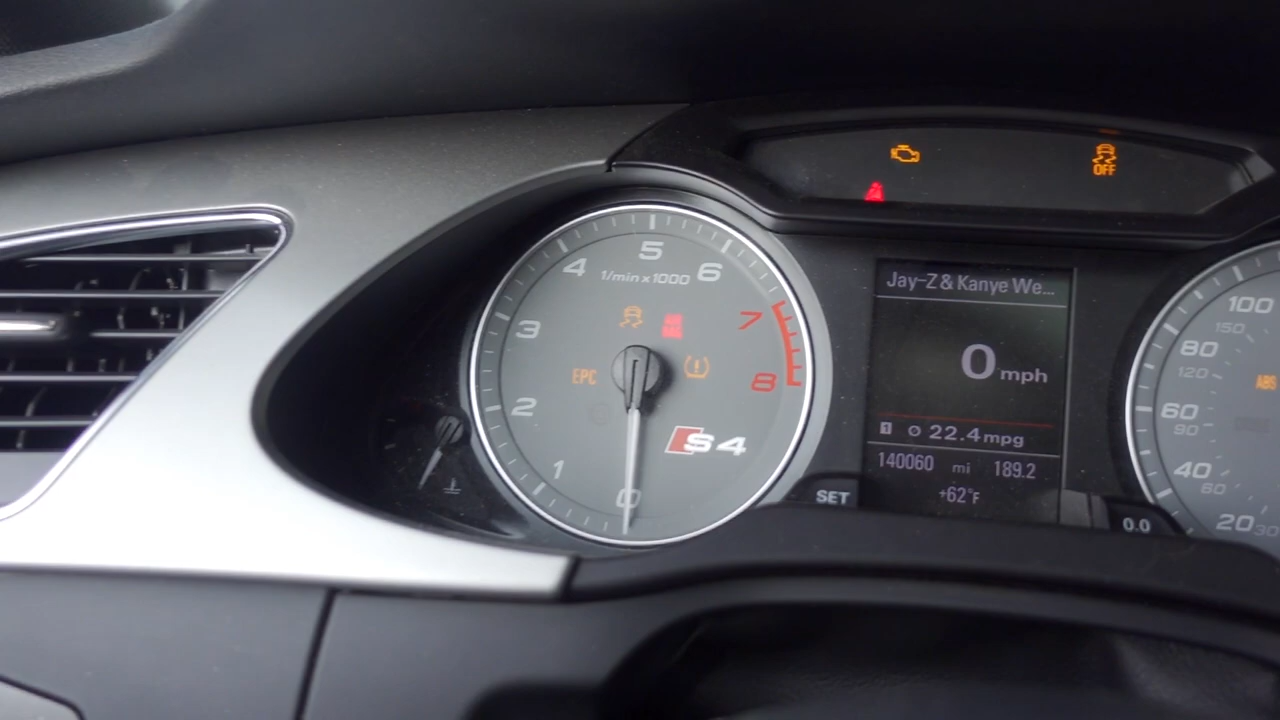 OFF
5
4
1/min x 1000
6
3
7
EPC
8
2
S4
1
0
SET
Jay-Z & Kanye We...
0 mph
1 22.4 mpg
140060 mi 189.2
+62°F
0.0
100
150
80
120
ABS
60
90
40
60
20 30